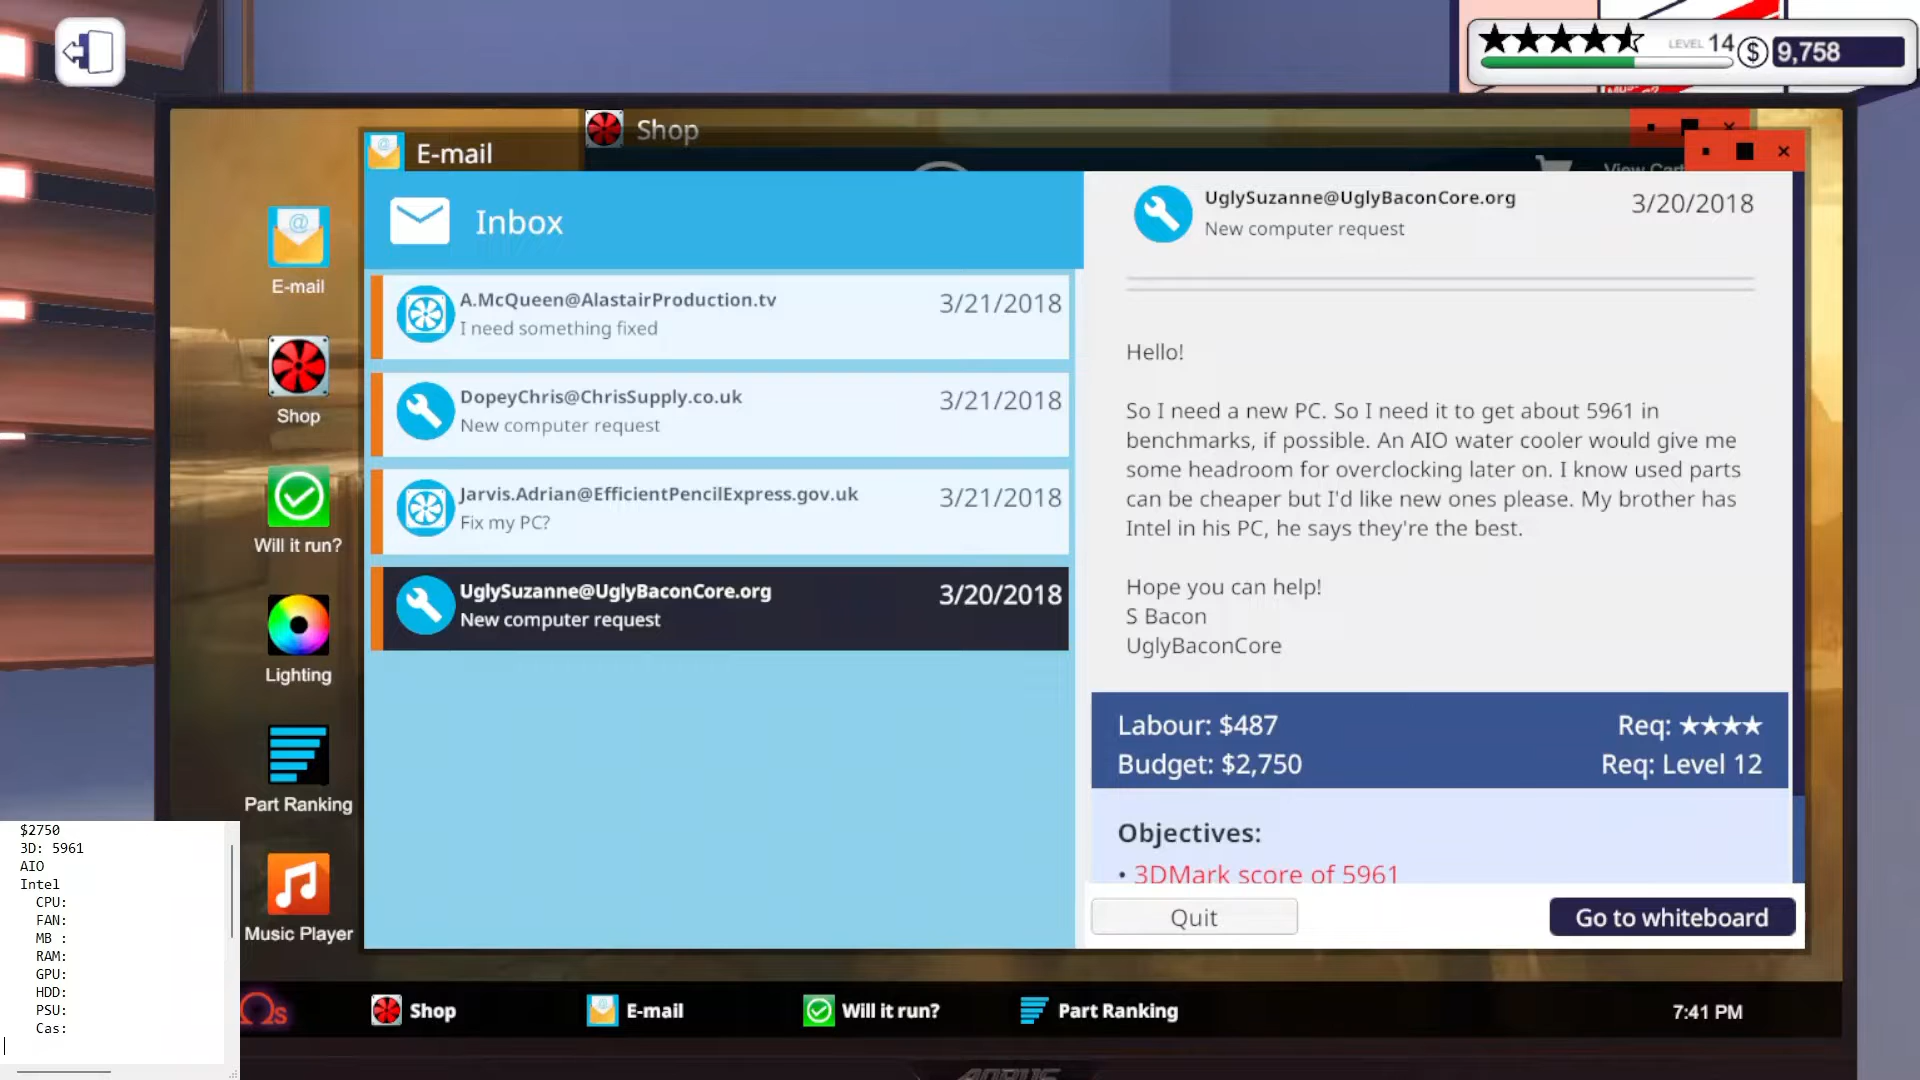 LEVEL 14
$ 9,758
Shop
E-mail
View Cart
Inbox
UglySuzanne@UglyBaconCore.org
3/20/2018
New computer request
A.McQueen@AlastairProduction.tv
3/21/2018
I need something fixed
DopeyChris@ChrisSupply.co.uk
3/21/2018
New computer request
Jarvis.Adrian@EfficientPencilExpress.gov.uk
3/21/2018
Fix my PC?
UglySuzanne@UglyBaconCore.org
3/20/2018
New computer request
Hello!
So I need a new PC. So I need it to get about 5961 in
benchmarks, if possible. An AIO water cooler would give me
some headroom for overclocking later on. I know used parts
can be cheaper but I'd like new ones please. My brother has
Intel in his PC, he says they're the best.
Hope you can help!
S Bacon
UglyBaconCore
Labour: $487
Req: ★★★★
Budget: $2,750
Req: Level 12
Objectives:
• 3DMark score of 5961
Quit
Go to whiteboard
E-mail
Shop
Will it run?
Lighting
Part Ranking
Music Player
$2750
3D: 5961
AIO
Intel
CPU:
FAN:
MB :
RAM:
GPU:
HDD:
PSU:
Cas:
Shop
E-mail
Will it run?
Part Ranking
7:41 PM